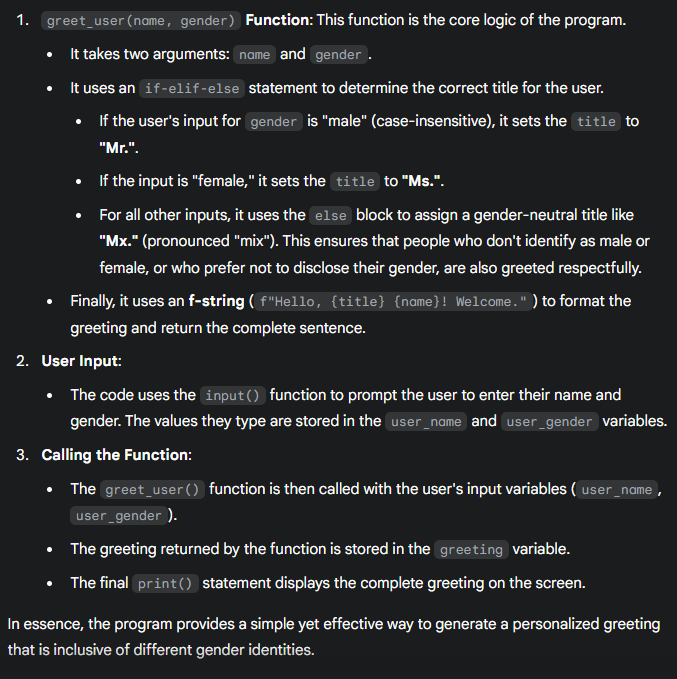 1. greet_user(name, gender) Function: This function is the core logic of the program.
• It takes two arguments: name and gender.
• It uses an if-elif-else statement to determine the correct title for the user.
• If the user's input for gender is "male" (case-insensitive), it sets the title to
"Mr.".
• If the input is "female," it sets the title to "Ms.".
• For all other inputs, it uses the else block to assign a gender-neutral title like
"Mx." (pronounced "mix"). This ensures that people who don't identify as male or
female, or who prefer not to disclose their gender, are also greeted respectfully.
• Finally, it uses an f-string (f"Hello, {title} {name}! Welcome.") to format the
greeting and return the complete sentence.
2. User Input:
• The code uses the input() function to prompt the user to enter their name and
gender. The values they type are stored in the user_name and user_gender variables.
3. Calling the Function:
• The greet_user() function is then called with the user's input variables (user_name,
user_gender).
• The greeting returned by the function is stored in the greeting variable.
• The final print() statement displays the complete greeting on the screen.
In essence, the program provides a simple yet effective way to generate a personalized greeting
that is inclusive of different gender identities.